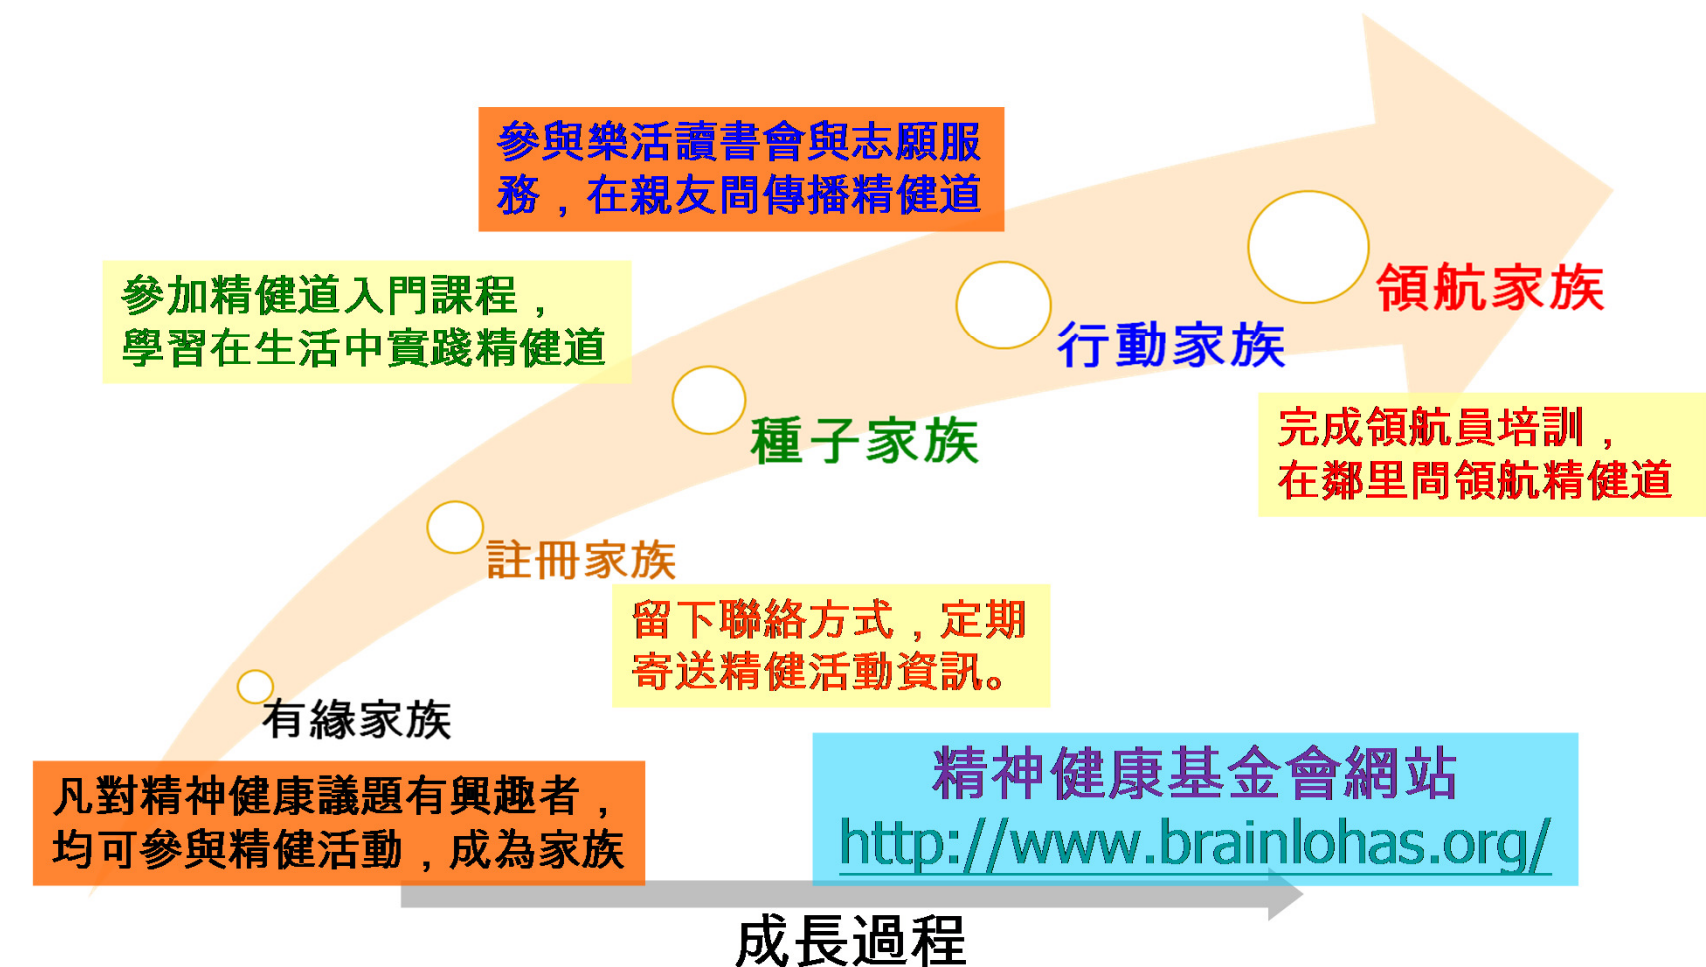 參與樂活讀書會與志願服
務，在親友間傳播精健道
領航家族
參加精健道入門課程，
學習在生活中實踐精健道
行動家族
完成領航員培訓，
在鄰里間領航精健道
種子家族
註冊家族
留下聯絡方式，定期
寄送精健活動資訊。
有緣家族
凡對精神健康議題有興趣者，
均可參與精健活動，成為家族
精神健康基金會網站
http://www.brainlohas.org/
成長過程